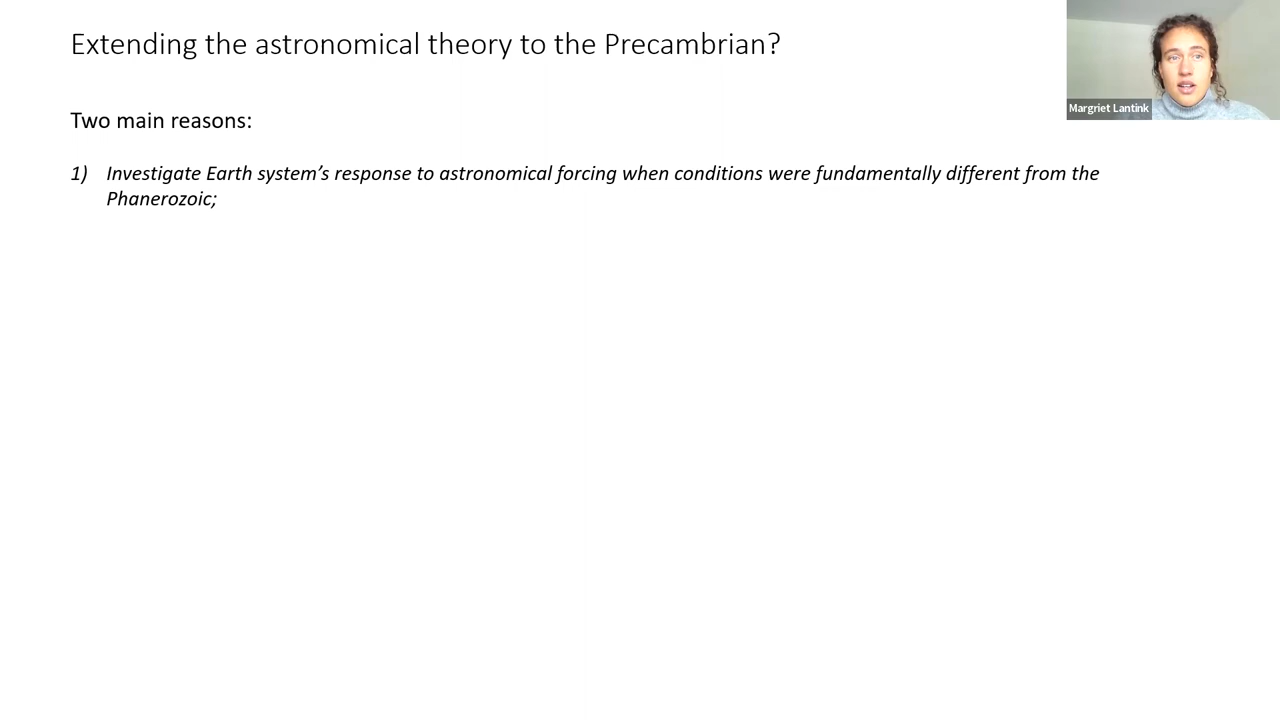 Extending the astronomical theory to the Precambrian?
Margriet Lantink
Two main reasons:
1) Investigate Earth system’s response to astronomical forcing when conditions were fundamentally different from the
Phanerozoic;